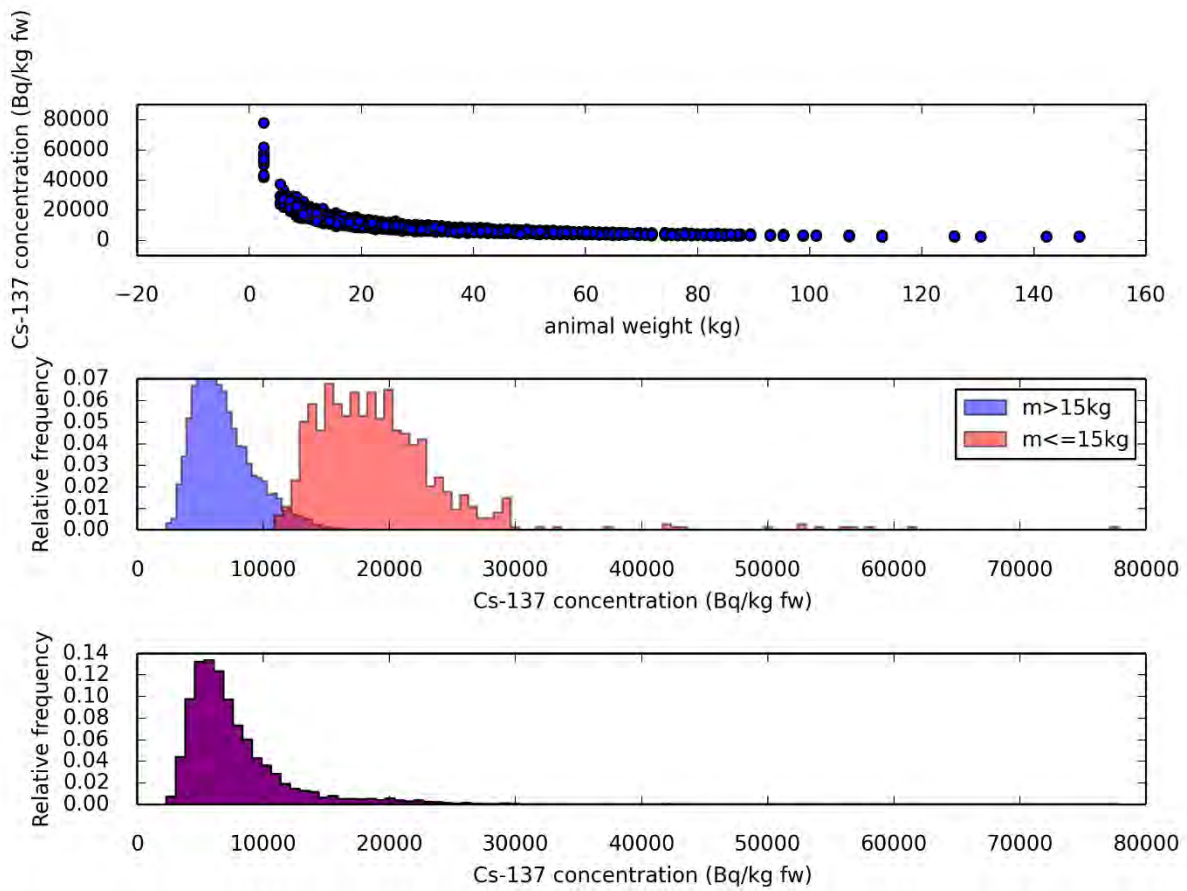 Cs-137 concentration (Bq/kg fw)
80000
60000
40000
20000
0
−20 0 20 40 60 80 100 120 140 160
animal weight (kg)
Relative frequency
0.07
0.06
0.05
0.04
0.03
0.02
0.01
0.00
m>15kg
m<=15kg
0 10000 20000 30000 40000 50000 60000 70000 80000
Cs-137 concentration (Bq/kg fw)
Relative frequency
0.14
0.12
0.10
0.08
0.06
0.04
0.02
0.00
0 10000 20000 30000 40000 50000 60000 70000 80000
Cs-137 concentration (Bq/kg fw)